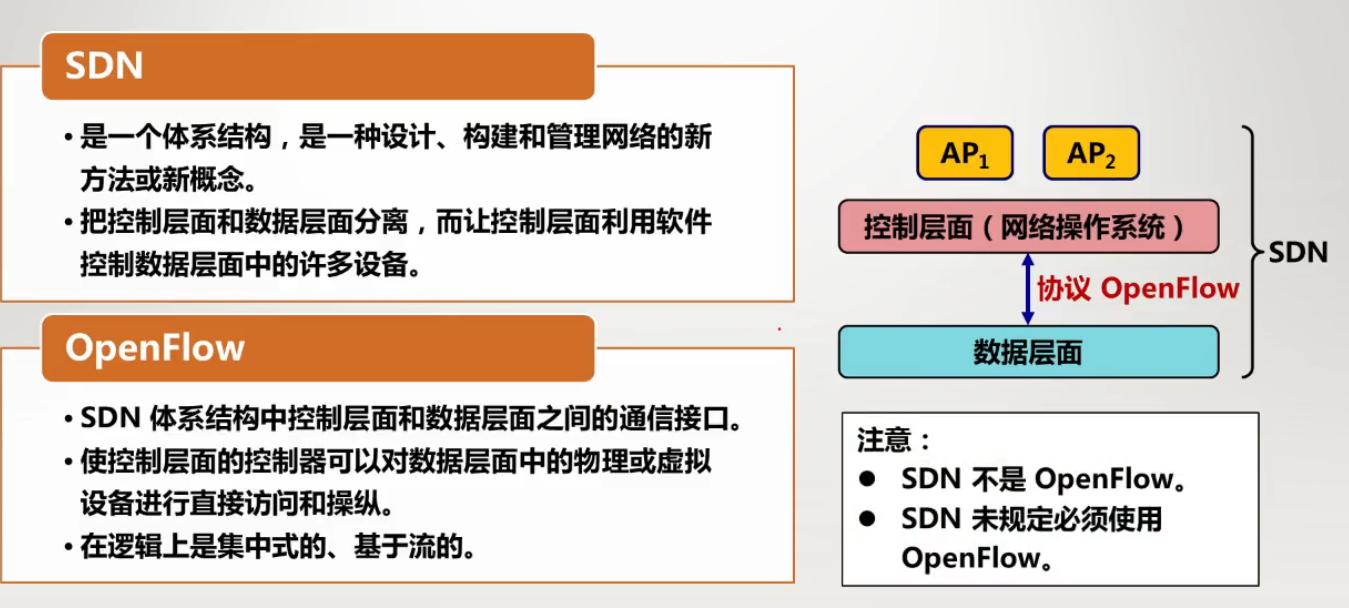 SDN
• 是一个体系结构，是一种设计、构建和管理网络的新
方法或新概念。
• 把控制层面和数据层面分离，而让控制层面利用软件
控制数据层面中的许多设备。
OpenFlow
• SDN 体系结构中控制层面和数据层面之间的通信接口。
• 使控制层面的控制器可以对数据层面中的物理或虚拟
设备进行直接访问和操纵。
• 在逻辑上是集中式的、基于流的。
AP₁
AP₂
控制层面（网络操作系统）
协议 OpenFlow
数据层面
SDN
注意：
● SDN 不是 OpenFlow。
● SDN 未规定必须使用
OpenFlow。